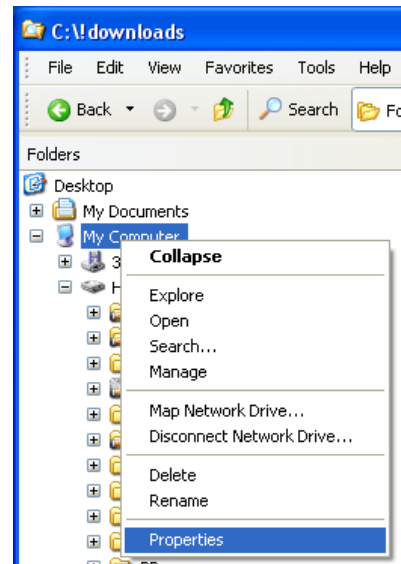 C:\!downloads
File Edit View Favorites Tools Help
Back Search
Folders
Desktop
My Documents
My Computer
3
H
Collapse
Explore
Open
Search...
Manage
Map Network Drive...
Disconnect Network Drive...
Delete
Rename
Properties